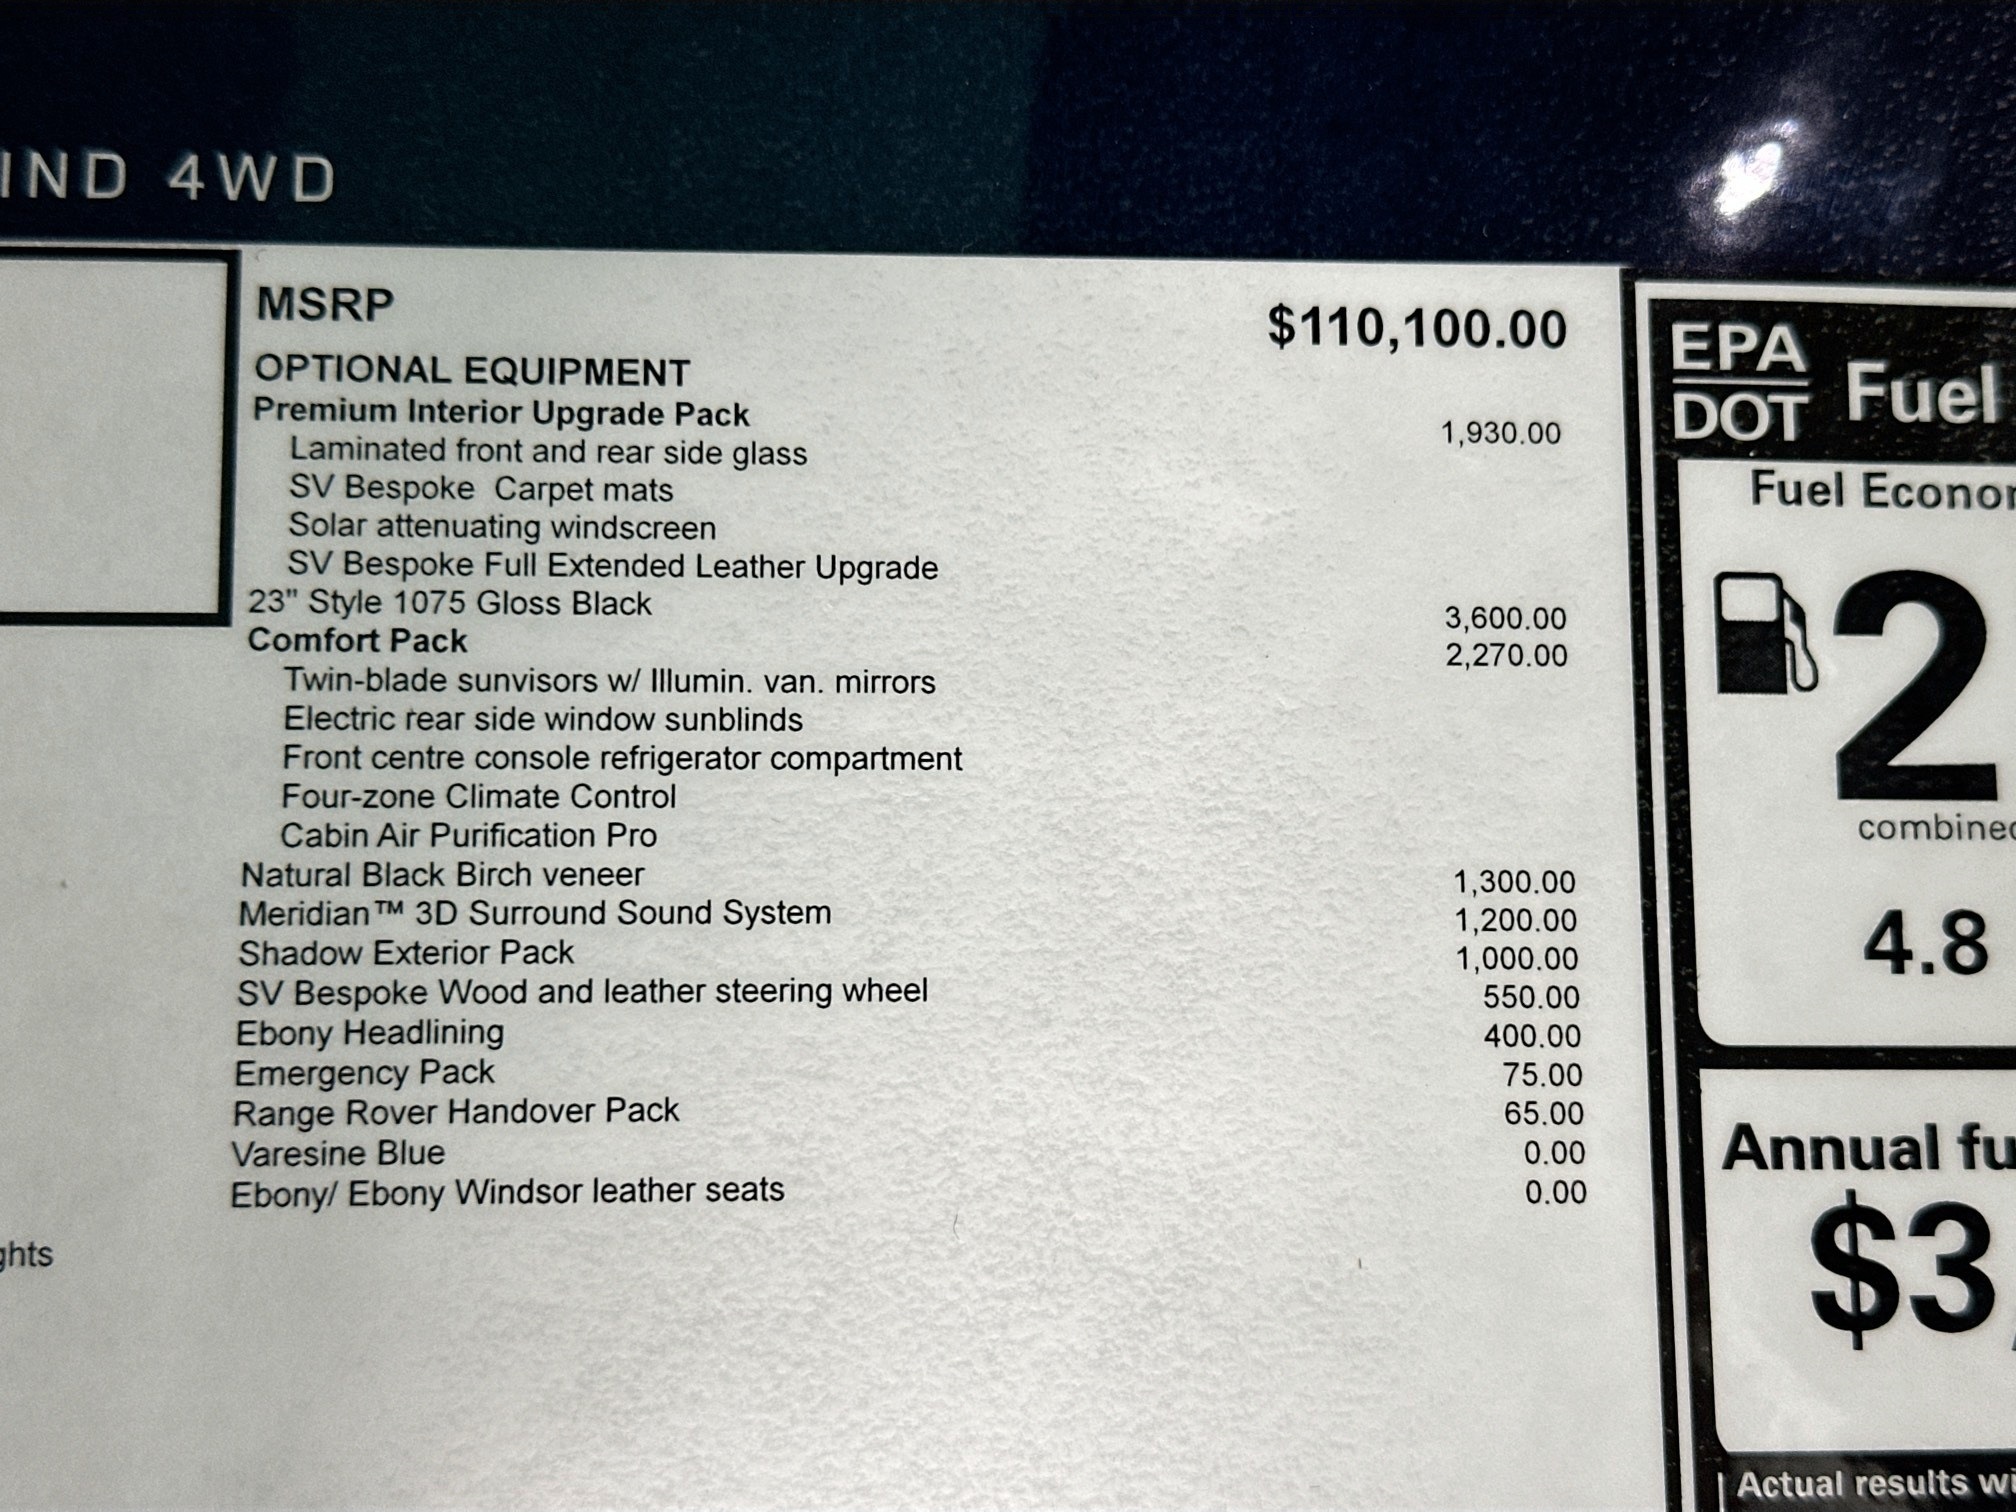 IND 4WD
MSRP $110,100.00
OPTIONAL EQUIPMENT
Premium Interior Upgrade Pack 1,930.00
Laminated front and rear side glass
SV Bespoke Carpet mats
Solar attenuating windscreen
SV Bespoke Full Extended Leather Upgrade
23" Style 1075 Gloss Black 3,600.00
Comfort Pack 2,270.00
Twin-blade sunvisors w/ Illumin. van. mirrors
Electric rear side window sunblinds
Front centre console refrigerator compartment
Four-zone Climate Control
Cabin Air Purification Pro
Natural Black Birch veneer 1,300.00
Meridian™ 3D Surround Sound System 1,200.00
Shadow Exterior Pack 1,000.00
SV Bespoke Wood and leather steering wheel 550.00
Ebony Headlining 400.00
Emergency Pack 75.00
Range Rover Handover Pack 65.00
Varesine Blue 0.00
Ebony/ Ebony Windsor leather seats 0.00
ghts
EPA
DOT
Fuel
Fuel Econo
2
combined
4.8
Annual fu
$3,
Actual results wi